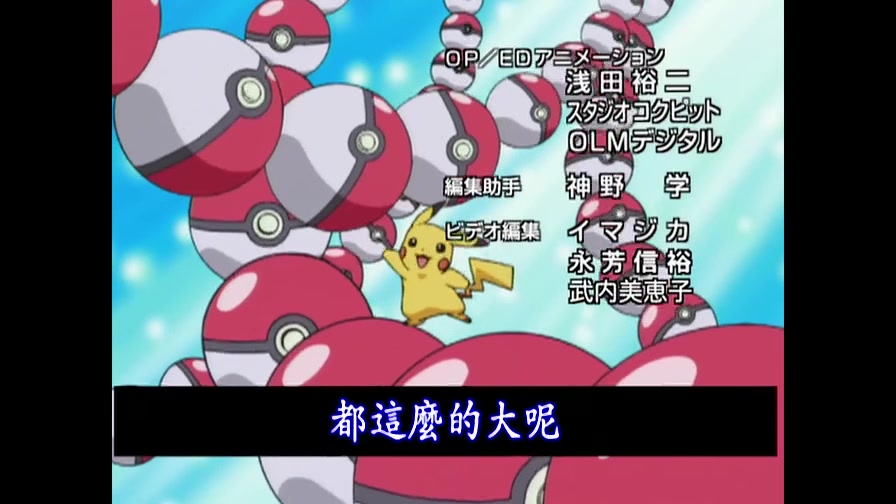 OP/EDアニメーション
浅田裕二
スタジオコクピット
OLMデジタル
編集助手 神野 学
ビデオ編集 イマジカ
永芳信裕
武内美恵子
都這麼的大呢